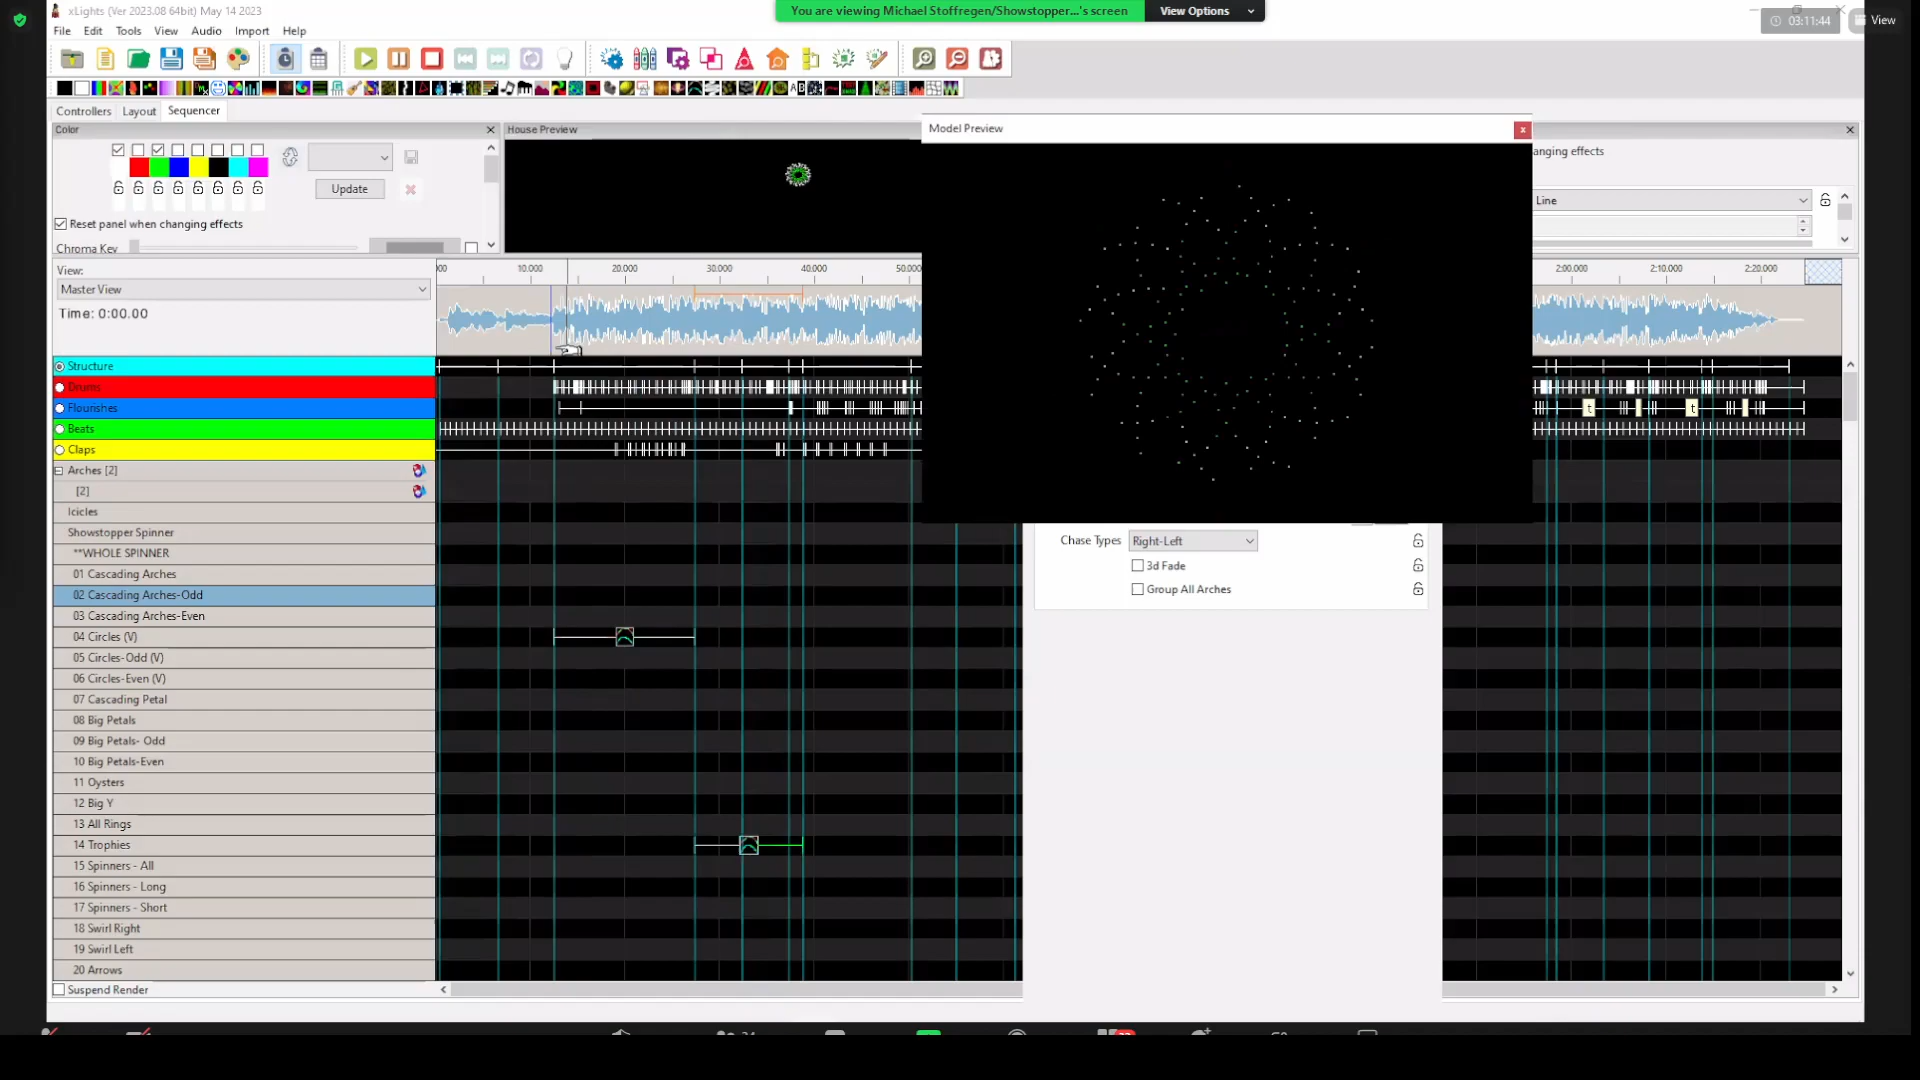 xLights (Ver 2023.08 64bit) May 14 2023
You are viewing Michael Stoffregen/Showstopper...'s screen
View Options
03:11:44
View
File Edit Tools View Audio Import Help
Controllers Layout Sequencer
Color
House Preview
Model Preview
anging effects
Update
Line
Reset panel when changing effects
Chroma Key
View:
Master View
Time: 0:00.00
10.000 20.000 30.000 40.000 50.000
2:00.000 2:10.000 2:20.000
Structure
Drums
Flourishes
t t
Beats
Claps
Arches [2]
[2]
Icicles
Showstopper Spinner
**WHOLE SPINNER
01 Cascading Arches
02 Cascading Arches-Odd
03 Cascading Arches-Even
04 Circles (V)
05 Circles-Odd (V)
06 Circles-Even (V)
07 Cascading Petal
08 Big Petals
09 Big Petals- Odd
10 Big Petals-Even
11 Oysters
12 Big Y
13 All Rings
14 Trophies
15 Spinners - All
16 Spinners - Long
17 Spinners - Short
18 Swirl Right
19 Swirl Left
20 Arrows
Suspend Render
Chase Types Right-Left
3d Fade
Group All Arches